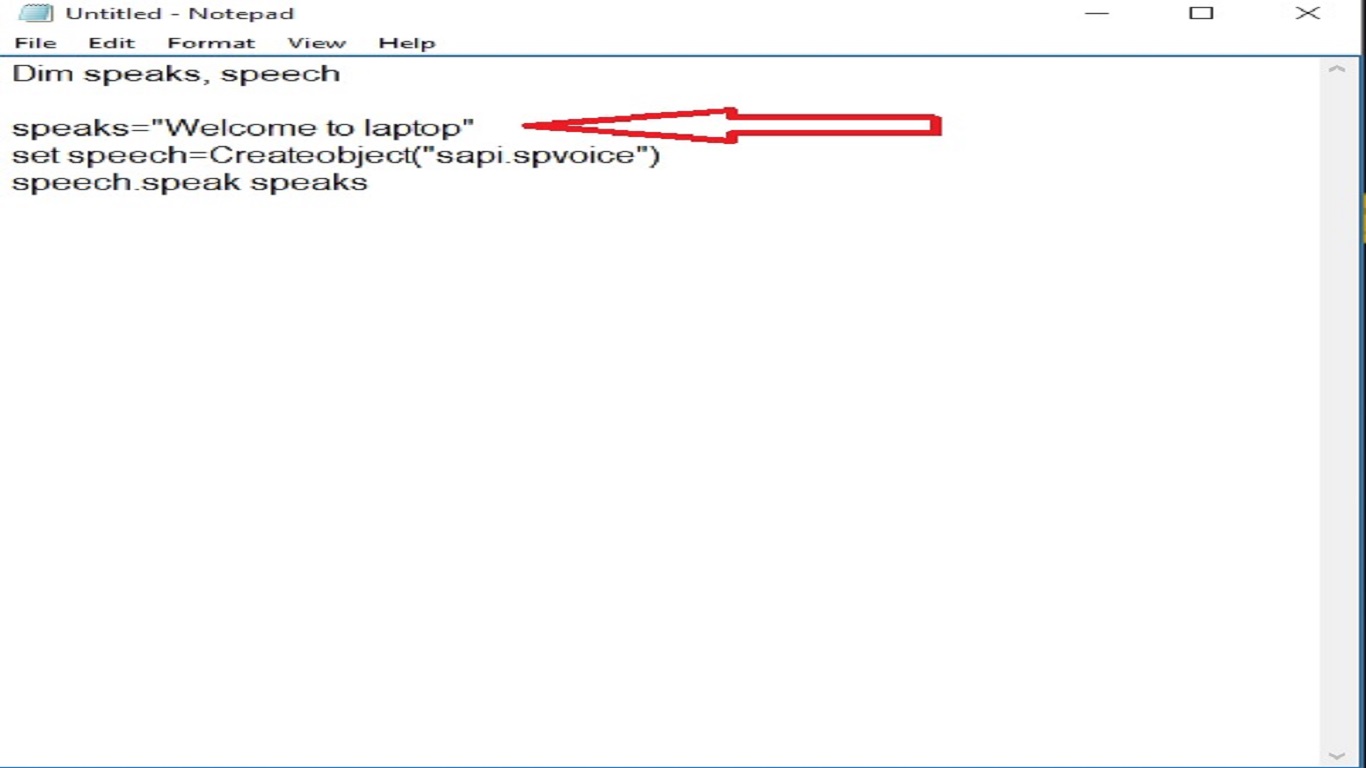 Untitled - Notepad
File Edit Format View Help
Dim speaks, speech
speaks="Welcome to laptop"
set speech=Createobject("sapi.spvoice")
speech.speak speaks